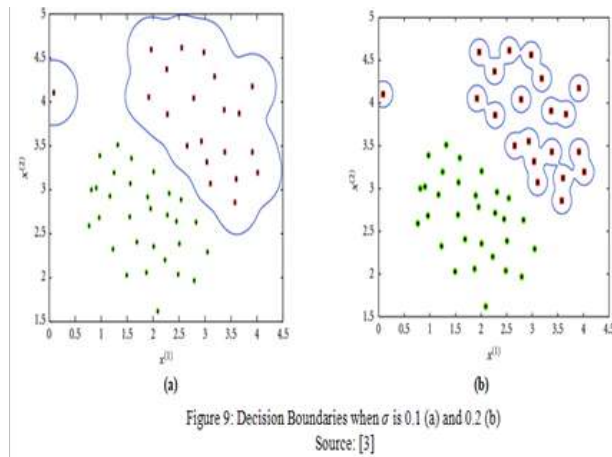 5
4.5
4
3.5
3
2.5
2
1.5
x(2)
0 0.5 1 1.5 2 2.5 3 3.5 4 4.5
x(1)
(a)
5
4.5
4
3.5
3
2.5
2
1.5
x(2)
0 0.5 1 1.5 2 2.5 3 3.5 4 4.5
x(1)
(b)
Figure 9: Decision Boundaries when σ is 0.1 (a) and 0.2 (b)
Source: [3]